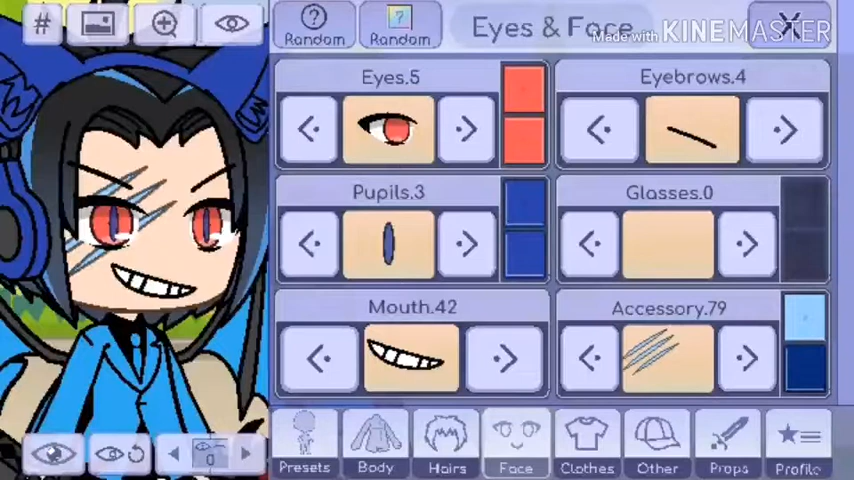 #
Random
Random
Eyes & Face
X
Made with KINEMASTER
Eyes.5
Eyebrows.4
Pupils.3
Glasses.0
Mouth.42
Accessory.79
0
Presets
Body
Hairs
Face
Clothes
Other
Props
Profile